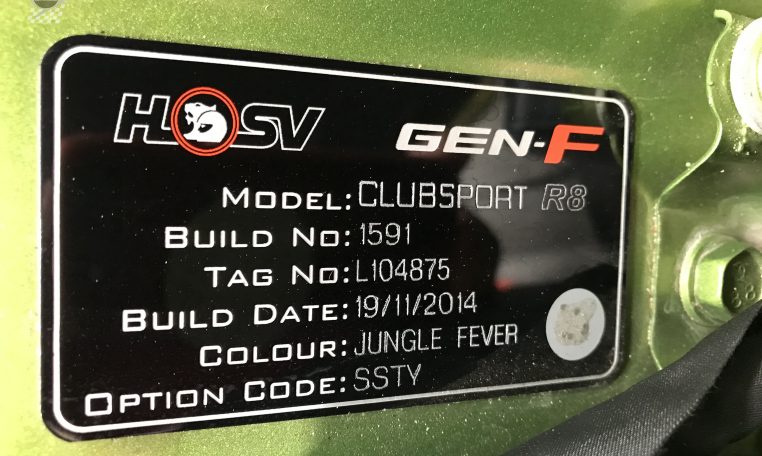 HSV GEN-F
MODEL: CLUBSPORT R8
BUILD NO: 1591
TAG NO: L104875
BUILD DATE: 19/11/2014
COLOUR: JUNGLE FEVER
OPTION CODE: SSTY